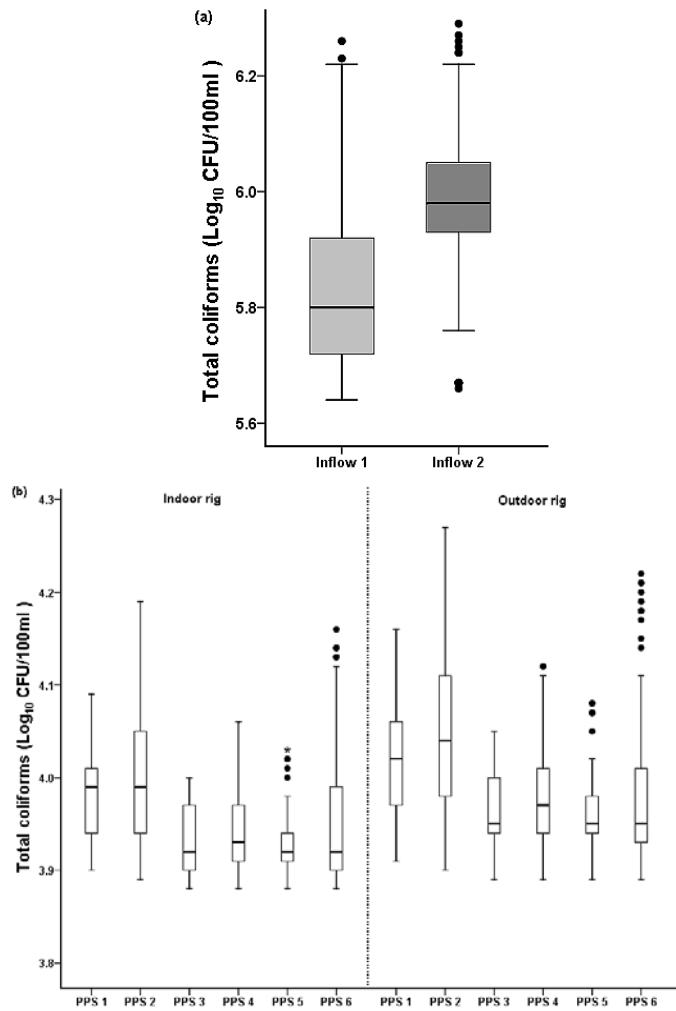 (a)
Total coliforms (Log10 CFU/100ml)
6.2
6.0
5.8
5.6
Inflow 1 Inflow 2
(b)
Indoor rig Outdoor rig
Total coliforms (Log10 CFU/100ml )
4.3
4.2
4.1
4.0
3.9
3.8
*
PPS 1 PPS 2 PPS 3 PPS 4 PPS 5 PPS 6 PPS 1 PPS 2 PPS 3 PPS 4 PPS 5 PPS 6